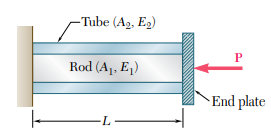 Tube (A₂, E₂)
P
Rod (A₁, E₁)
End plate
L